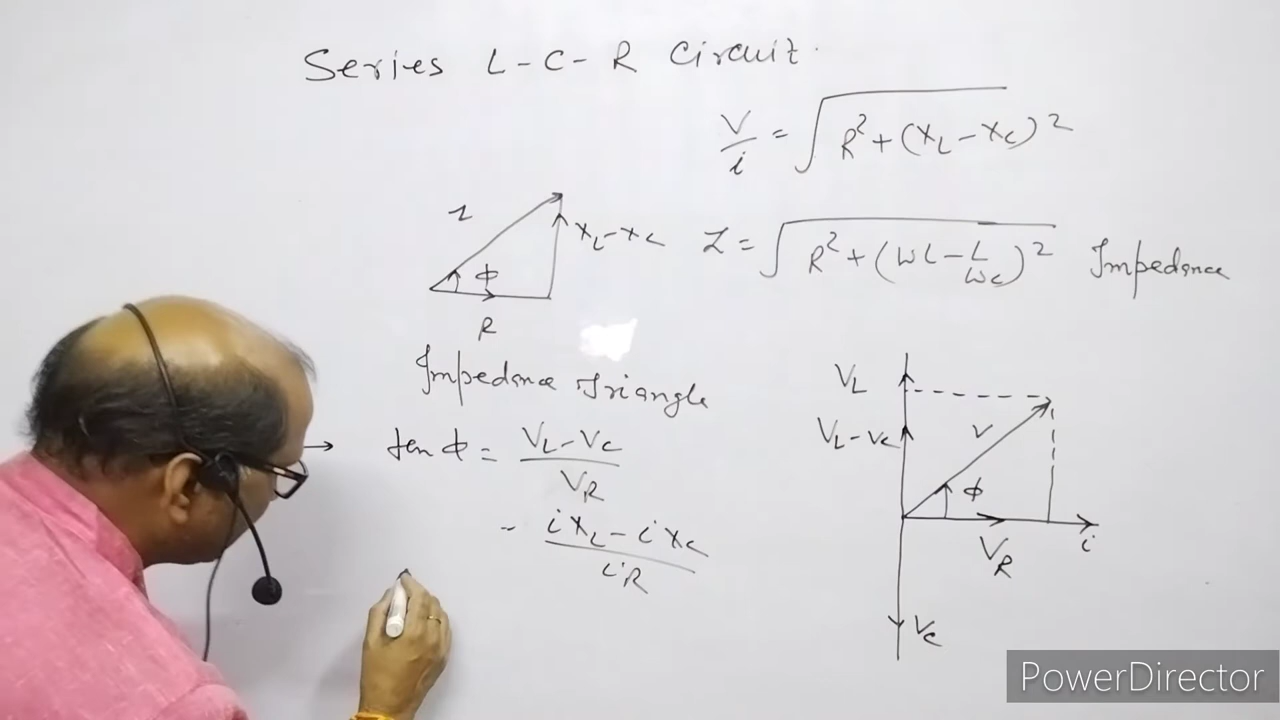 Series L-C-R Circuit.
V/i = √R²+(XL-XC)²
Z
XL-XC
ϕ
R
Z = √R²+(ωL-L/ωC)² Impedance
Impedance Triangle
→ tan ϕ = VL-VC/VR
- iXL-iXC/iR
VL
VL-VC
V
ϕ
i
VR
VC
PowerDirector